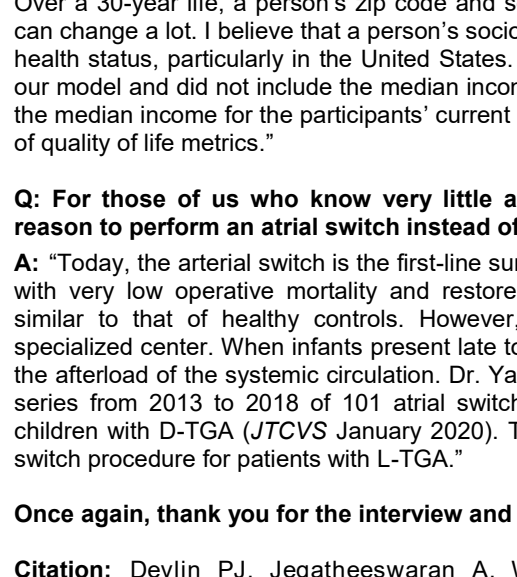 Over a 30-year life, a person's zip code and s
can change a lot. I believe that a person's socio
health status, particularly in the United States.
our model and did not include the median incom
the median income for the participants' current
of quality of life metrics."
Q: For those of us who know very little a
reason to perform an atrial switch instead of
A: "Today, the arterial switch is the first-line sur
with very low operative mortality and restore
similar to that of healthy controls. However,
specialized center. When infants present late to
the afterload of the systemic circulation. Dr. Ya
series from 2013 to 2018 of 101 atrial switch
children with D-TGA (JTCVS January 2020). T
switch procedure for patients with L-TGA."
Once again, thank you for the interview and
Citation: Devlin PJ, Jegatheeswaran A, W